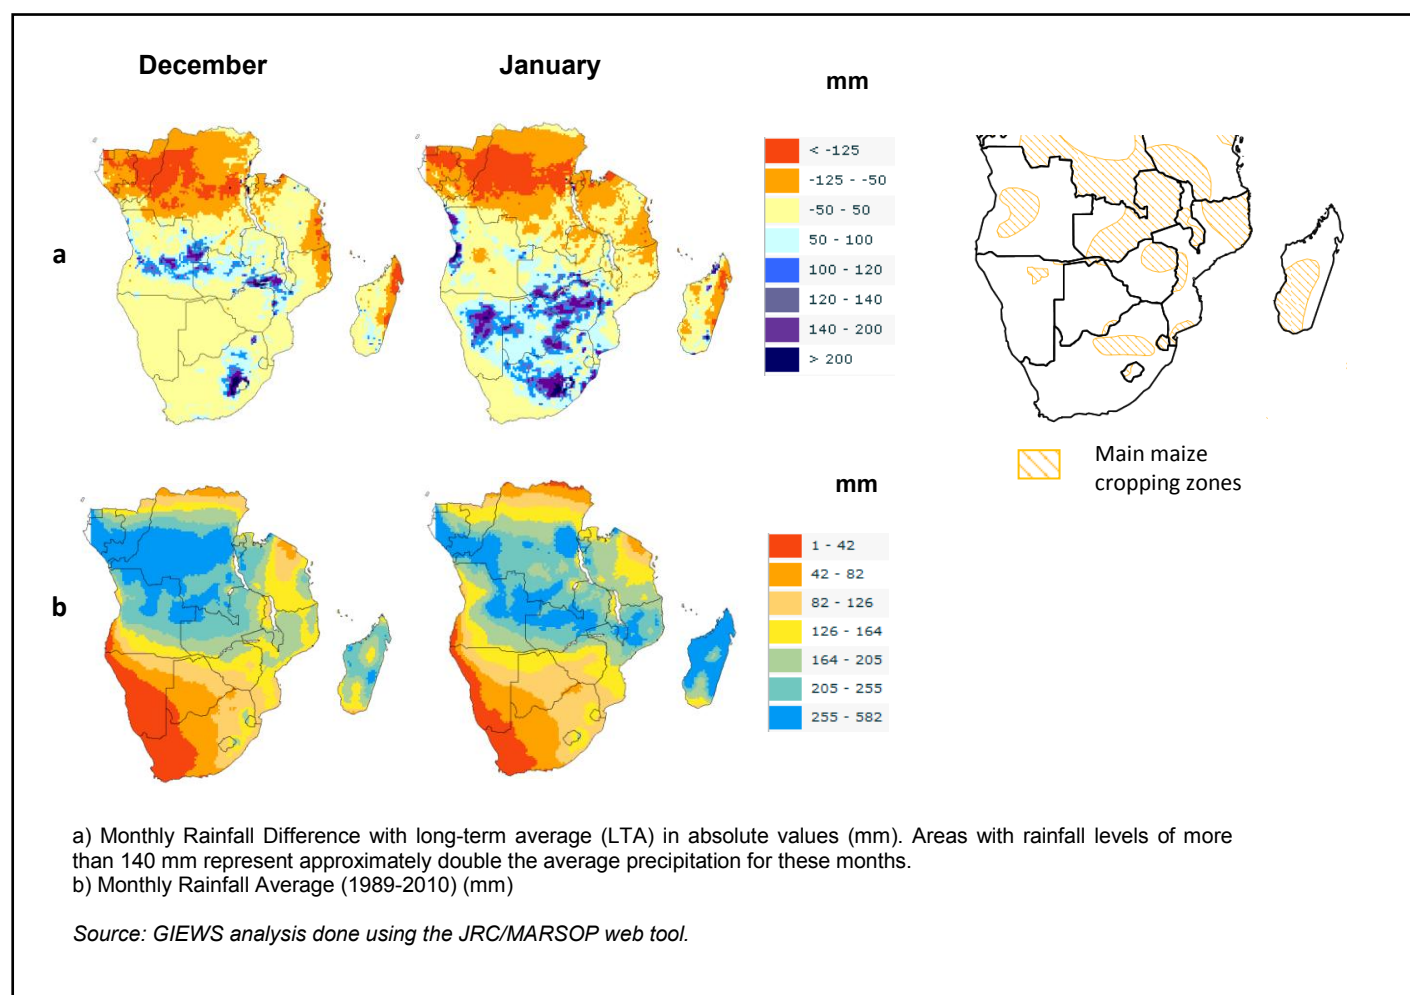 December
January
mm
a
< -125
-125 - -50
-50 - 50
50 - 100
100 - 120
120 - 140
140 - 200
> 200
Main maize
cropping zones
mm
b
1 - 42
42 - 82
82 - 126
126 - 164
164 - 205
205 - 255
255 - 582
a) Monthly Rainfall Difference with long-term average (LTA) in absolute values (mm). Areas with rainfall levels of more
than 140 mm represent approximately double the average precipitation for these months.
b) Monthly Rainfall Average (1989-2010) (mm)
Source: GIEWS analysis done using the JRC/MARSOP web tool.